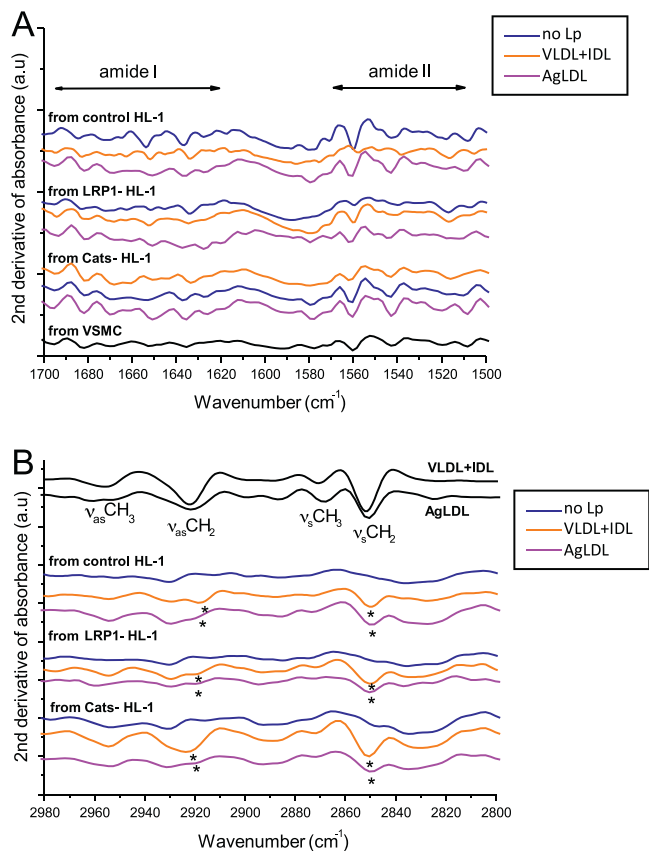 A
no Lp
VLDL+IDL
AgLDL
2nd derivative of absorbance (a.u)
amide I
amide II
from control HL-1
from LRP1- HL-1
from Cats- HL-1
from VSMC
1700 1680 1660 1640 1620 1600 1580 1560 1540 1520 1500
Wavenumber (cm⁻¹)
B
VLDL+IDL
AgLDL
νasCH3
νasCH2
νsCH3
νsCH2
no Lp
VLDL+IDL
AgLDL
2nd derivative of absorbance (a.u)
from control HL-1
* *
* *
from LRP1- HL-1
* *
* *
from Cats- HL-1
* *
* *
2980 2960 2940 2920 2900 2880 2860 2840 2820 2800
Wavenumber (cm⁻¹)